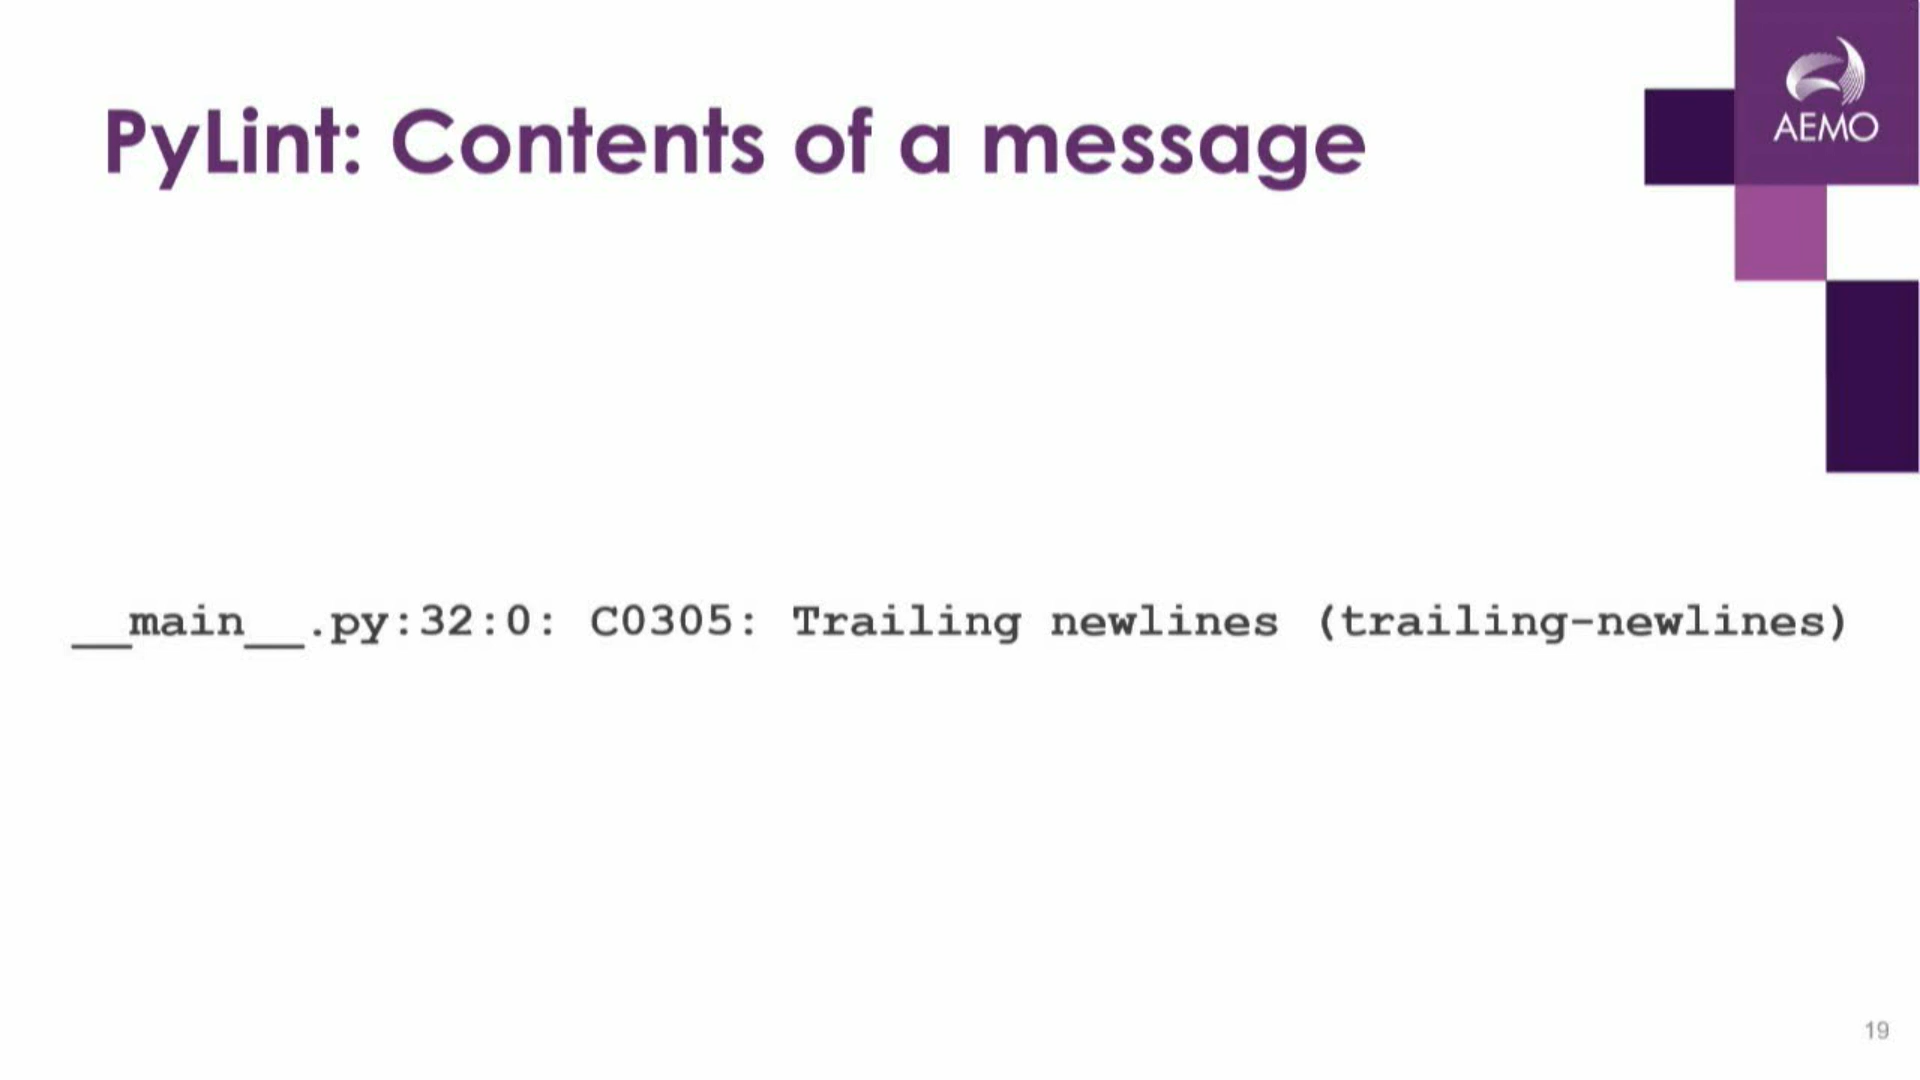 AEMO
PyLint: Contents of a message
__main__.py:32:0: C0305: Trailing newlines (trailing-newlines)
19